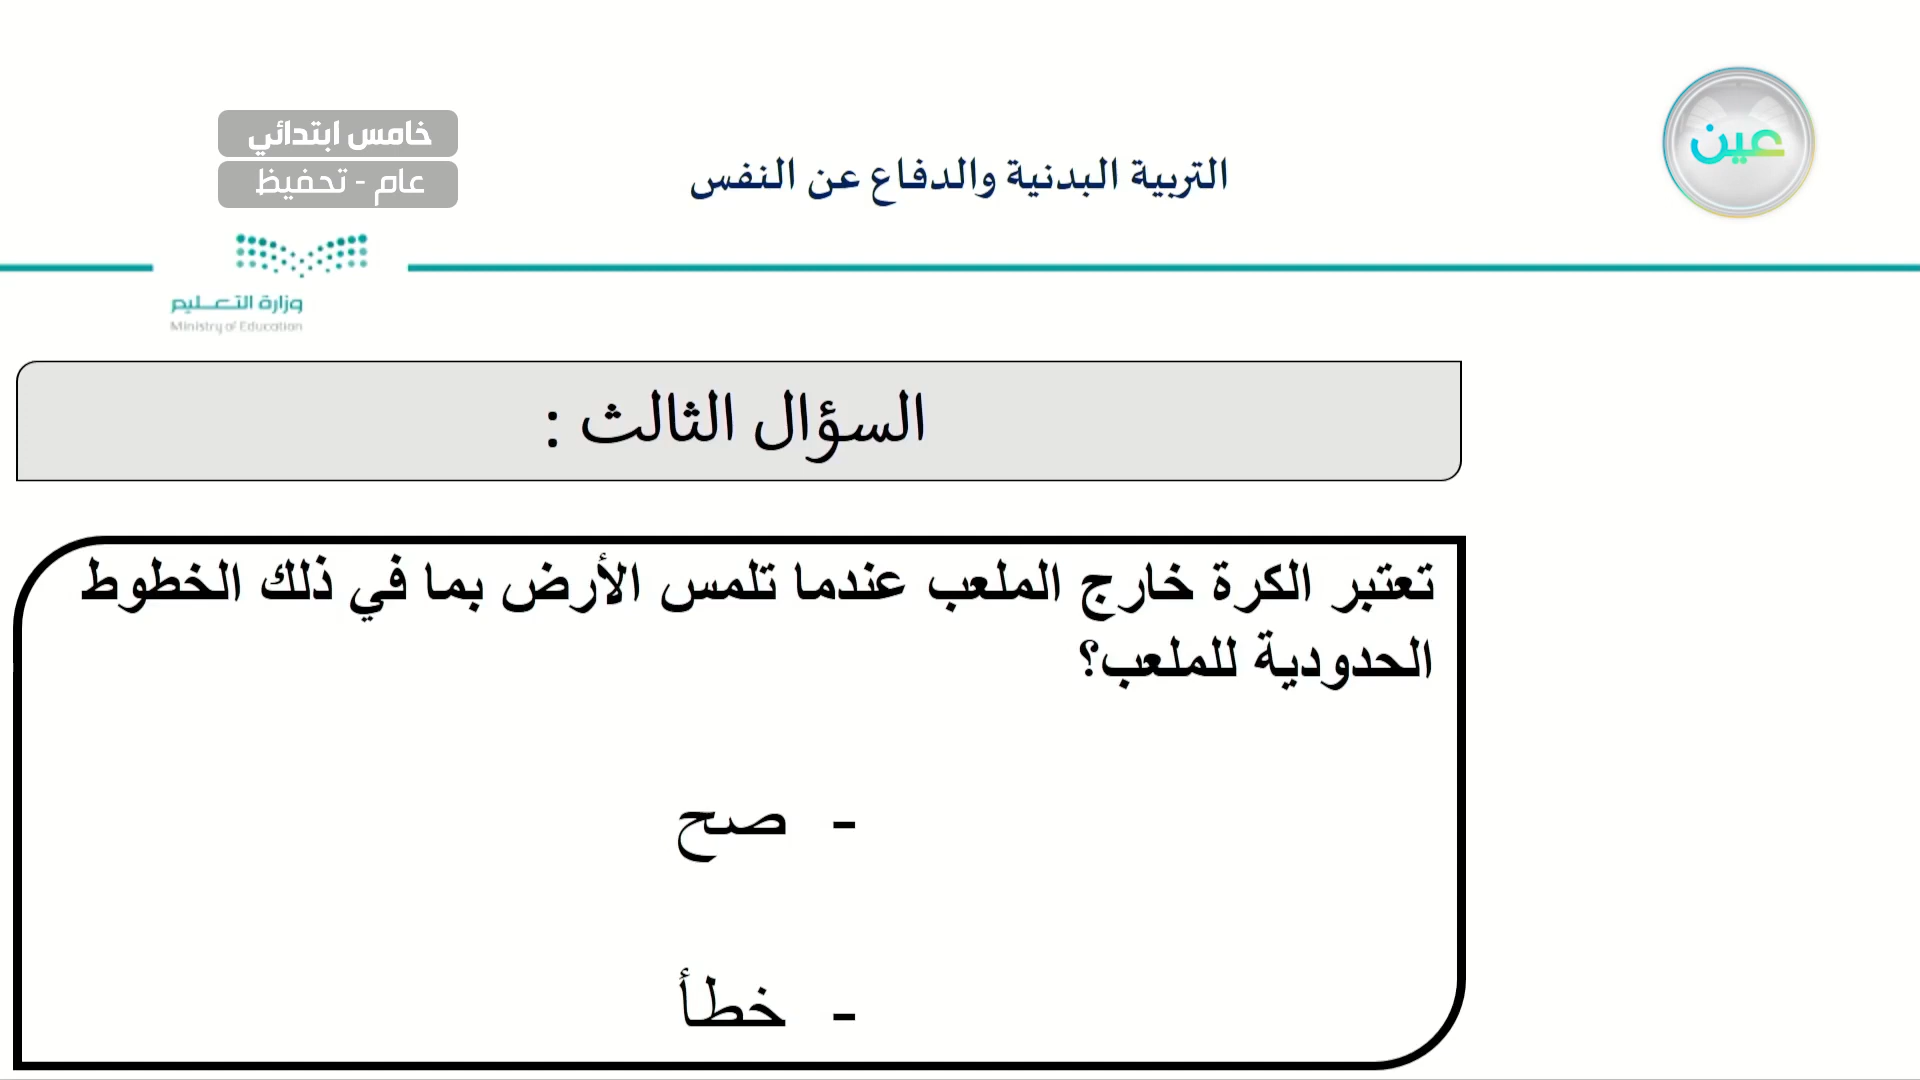 خامس ابتدائي
عام - تحفيظ
التربية البدنية والدفاع عن النفس
عين
وزارة التعليم
Ministry of Education
السؤال الثالث :
تعتبر الكرة خارج الملعب عندما تلمس الأرض بما في ذلك الخطوط
الحدودية للملعب؟
- صح
- خطأ